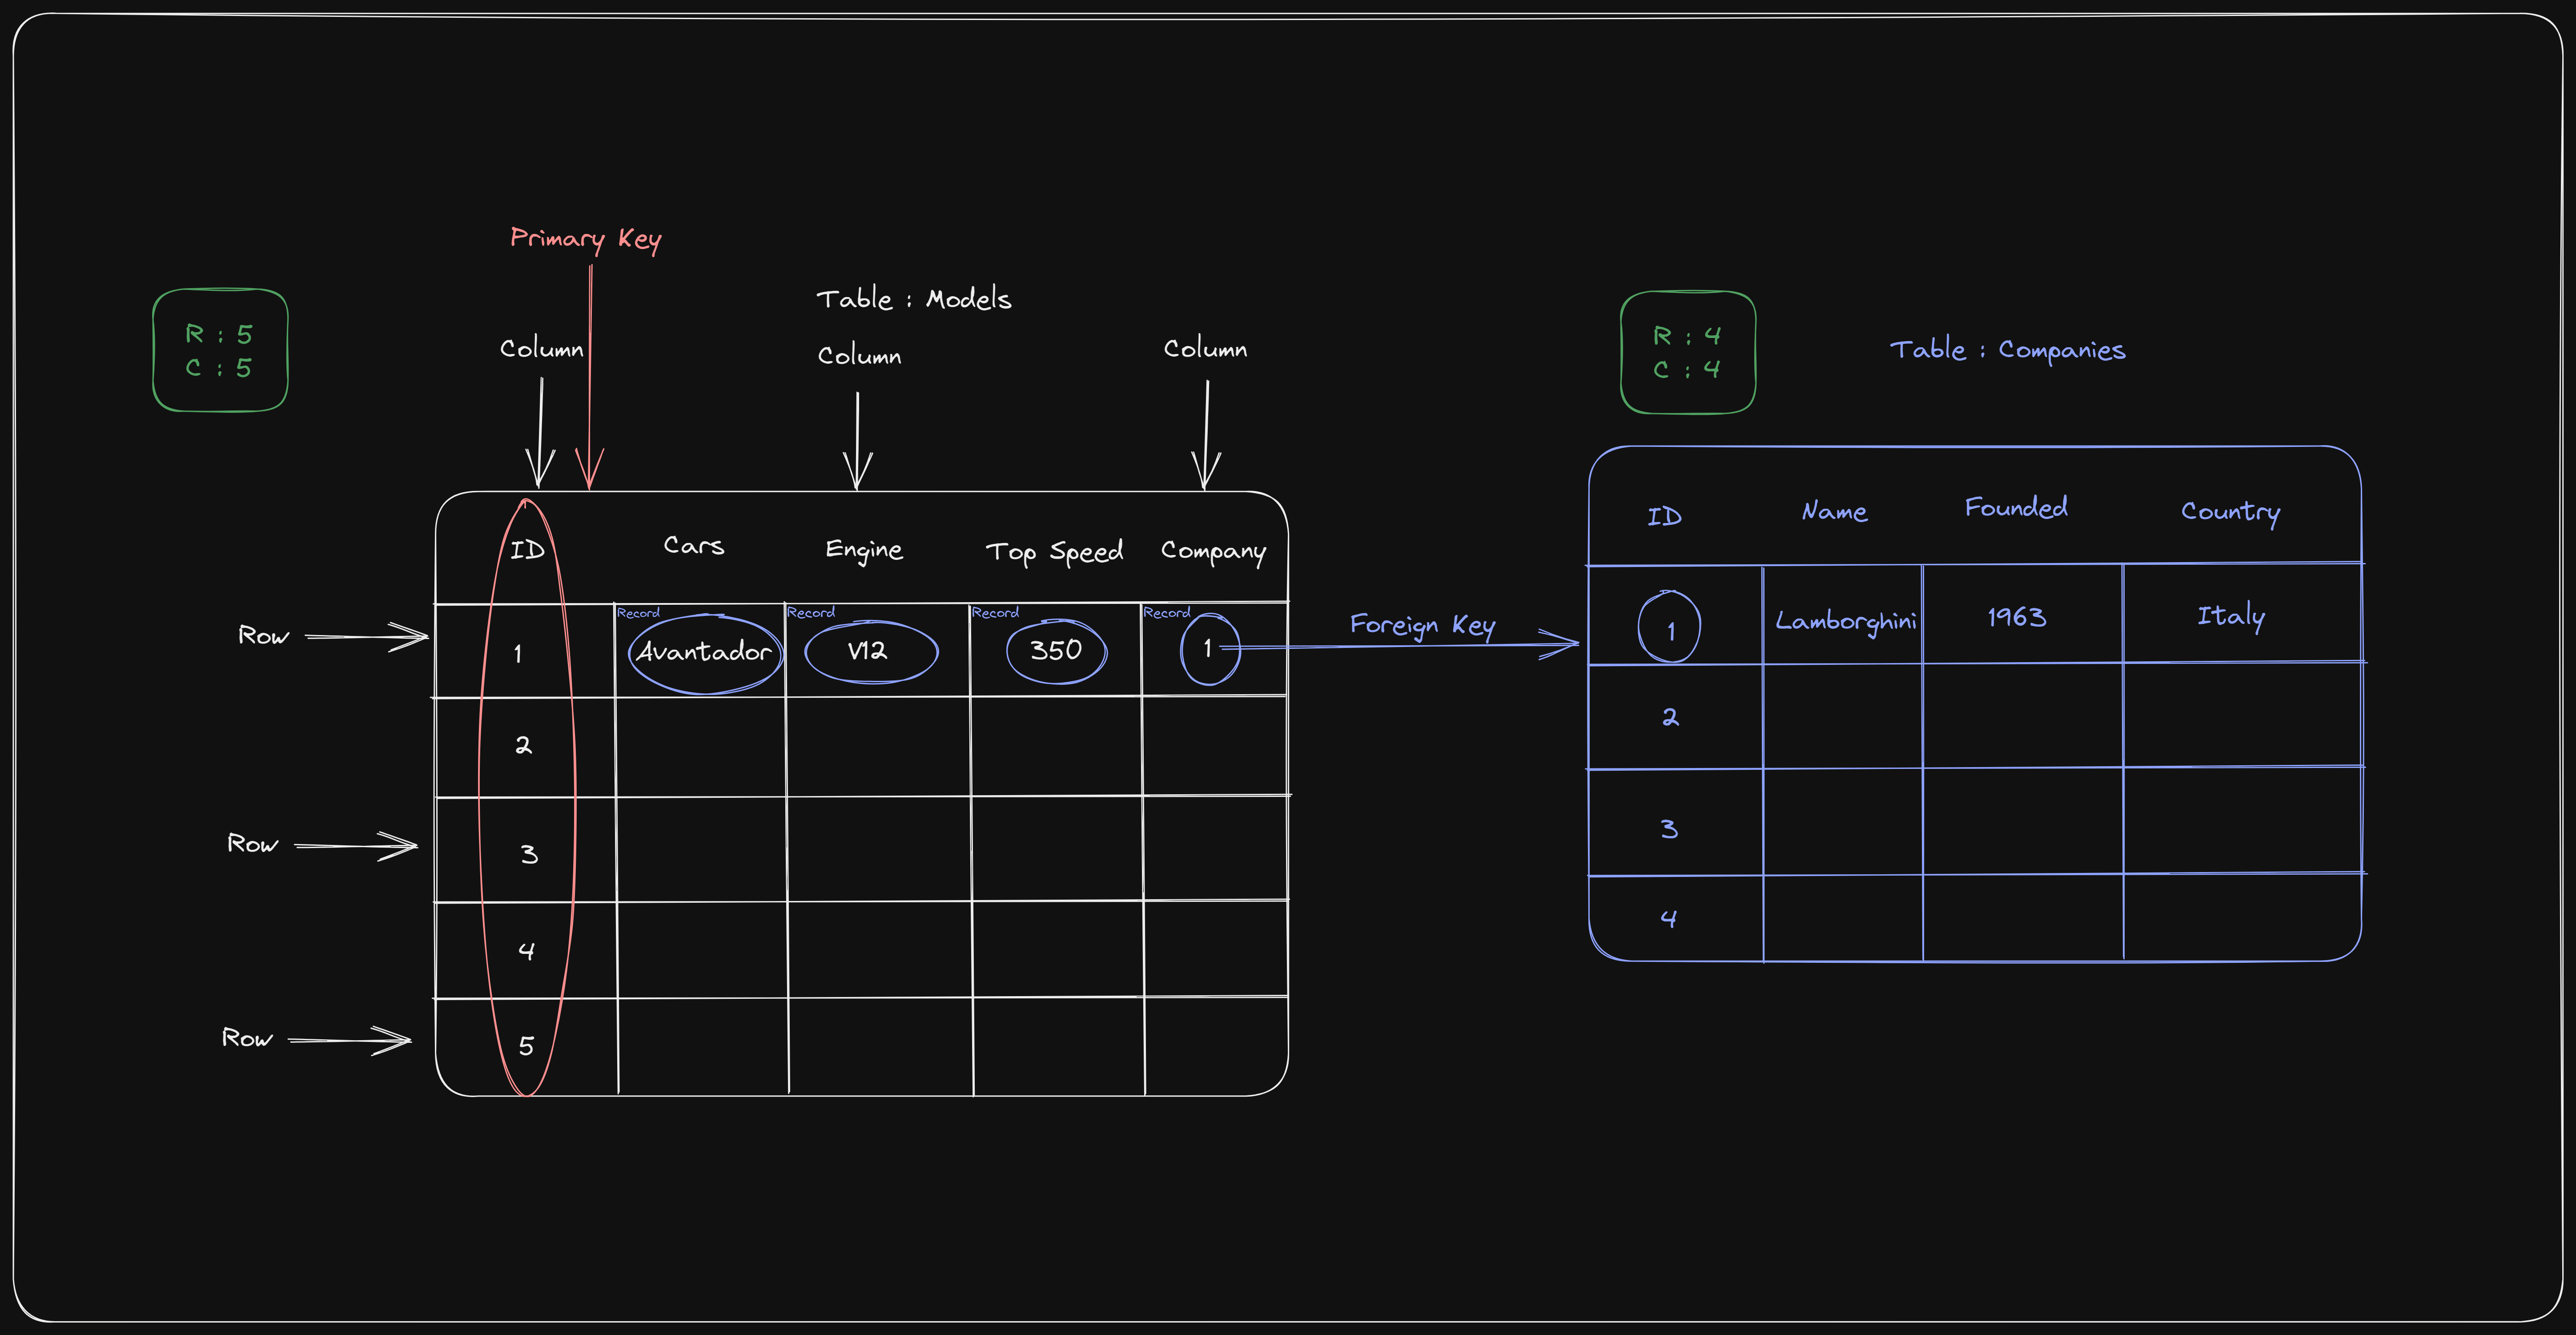 Primary Key
R : 5
C : 5
Table : Models
Column
Column
Column
ID
Cars
Engine
Top Speed
Company
Row
1
Record
Avantador
Record
V12
Record
350
Record
1
2
Row
3
4
Row
5
Foreign Key
R : 4
C : 4
Table : Companies
ID
Name
Founded
Country
1
Lamborghini
1963
Italy
2
3
4